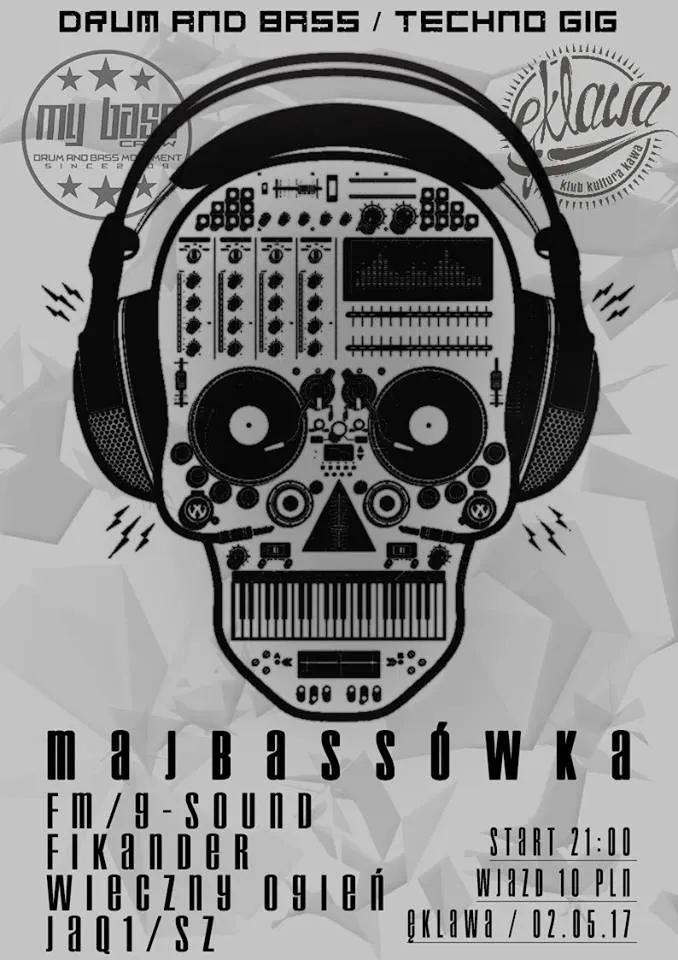 DRUM AND BASS / TECHNO GIG
my bass
CREW
DRUM AND BASS MOVEMENT
ęklawa
klub kultura kawa
majbassówka
FM/9-SOUND
FIKANDER
WIECZNY OGIEŃ
JAQ1/SZ
START 21:00
WJAZD 10 PLN
ĘKLAWA / 02.05.17